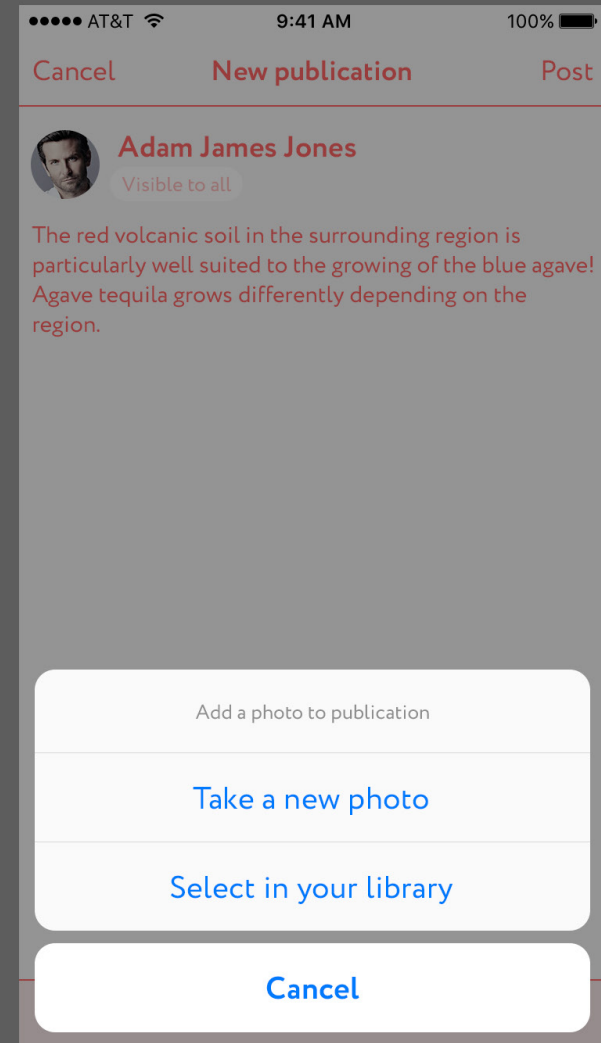 ●●●●● AT&T 9:41 AM 100%
Cancel New publication Post
Adam James Jones
Visible to all
The red volcanic soil in the surrounding region is
particularly well suited to the growing of the blue agave!
Agave tequila grows differently depending on the
region.
Add a photo to publication
Take a new photo
Select in your library
Cancel